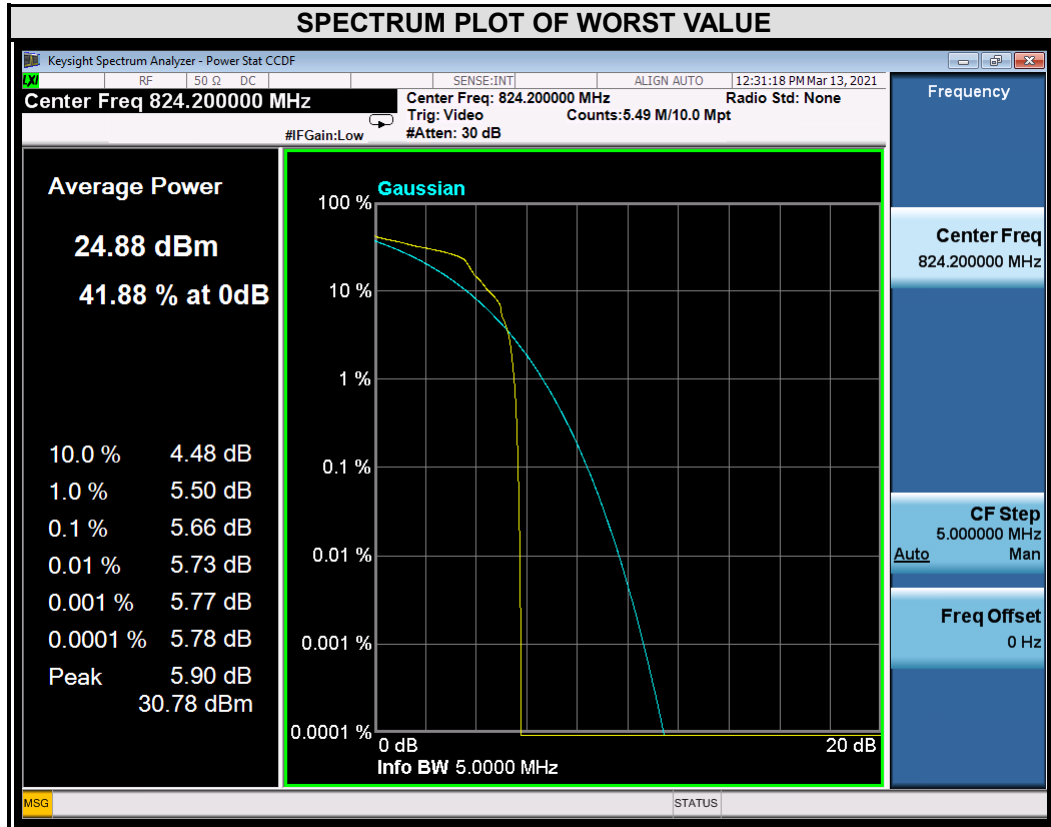 SPECTRUM PLOT OF WORST VALUE
Keysight Spectrum Analyzer - Power Stat CCDF
LXI RF 50 Ω DC SENSE:INT ALIGN AUTO 12:31:18 PM Mar 13, 2021
Center Freq 824.200000 MHz
Center Freq: 824.200000 MHz Radio Std: None
Trig: Video Counts:5.49 M/10.0 Mpt
#IFGain:Low #Atten: 30 dB
Average Power
24.88 dBm
41.88 % at 0dB
10.0 % 4.48 dB
1.0 % 5.50 dB
0.1 % 5.66 dB
0.01 % 5.73 dB
0.001 % 5.77 dB
0.0001 % 5.78 dB
Peak 5.90 dB
30.78 dBm
Gaussian
100 %
10 %
1 %
0.1 %
0.01 %
0.001 %
0.0001 %
0 dB 20 dB
Info BW 5.0000 MHz
Frequency
Center Freq
824.200000 MHz
CF Step
5.000000 MHz
Auto Man
Freq Offset
0 Hz
MSG STATUS